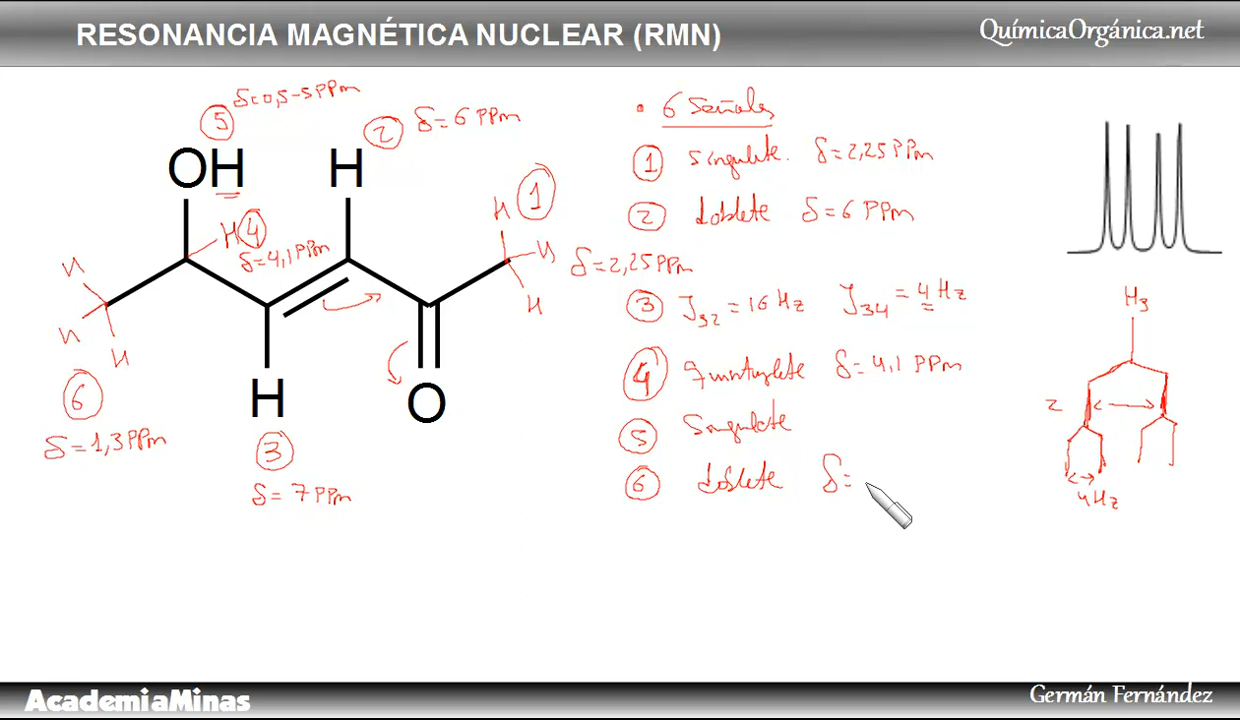 RESONANCIA MAGNÉTICA NUCLEAR (RMN)
QuímicaOrgánica.net
δ=0,5-5 PPm
5
2 δ= 6 PPm
OH H
H 4
δ=4,1 PPm
H 1
H
H
δ=2,25 PPm
H
H
H
6
δ= 1,3 PPm
H
3
δ= 7 PPm
O
• 6 Señales
1 singulete. δ=2,25 PPm
2 doblete δ=6 PPm
3 J32 = 16 Hz J34 = 4 Hz
4 quintuplete δ=4,1 PPm
5 Singulete
6 doblete δ=
H3
2
4Hz
AcademiaMinas
Germán Fernández